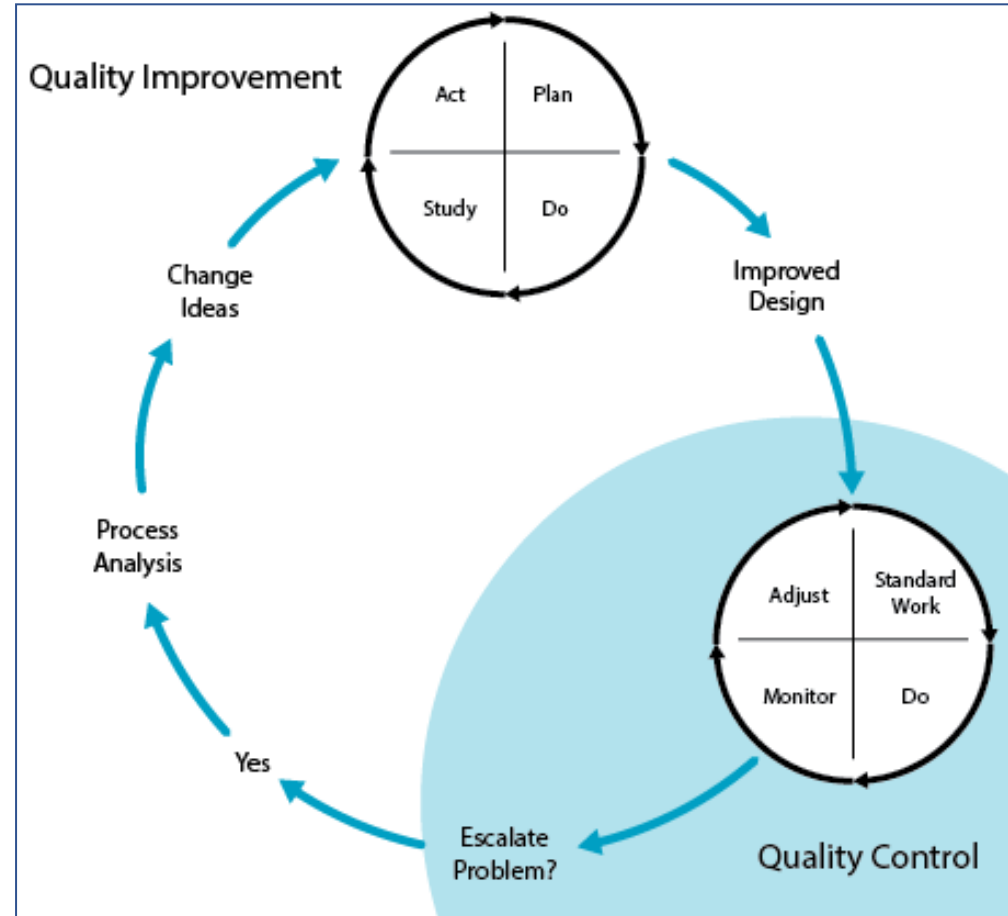 Quality Improvement
Act
Plan
Study
Do
Change
Ideas
Improved
Design
Process
Analysis
Adjust
Standard
Work
Monitor
Do
Yes
Escalate
Problem?
Quality Control